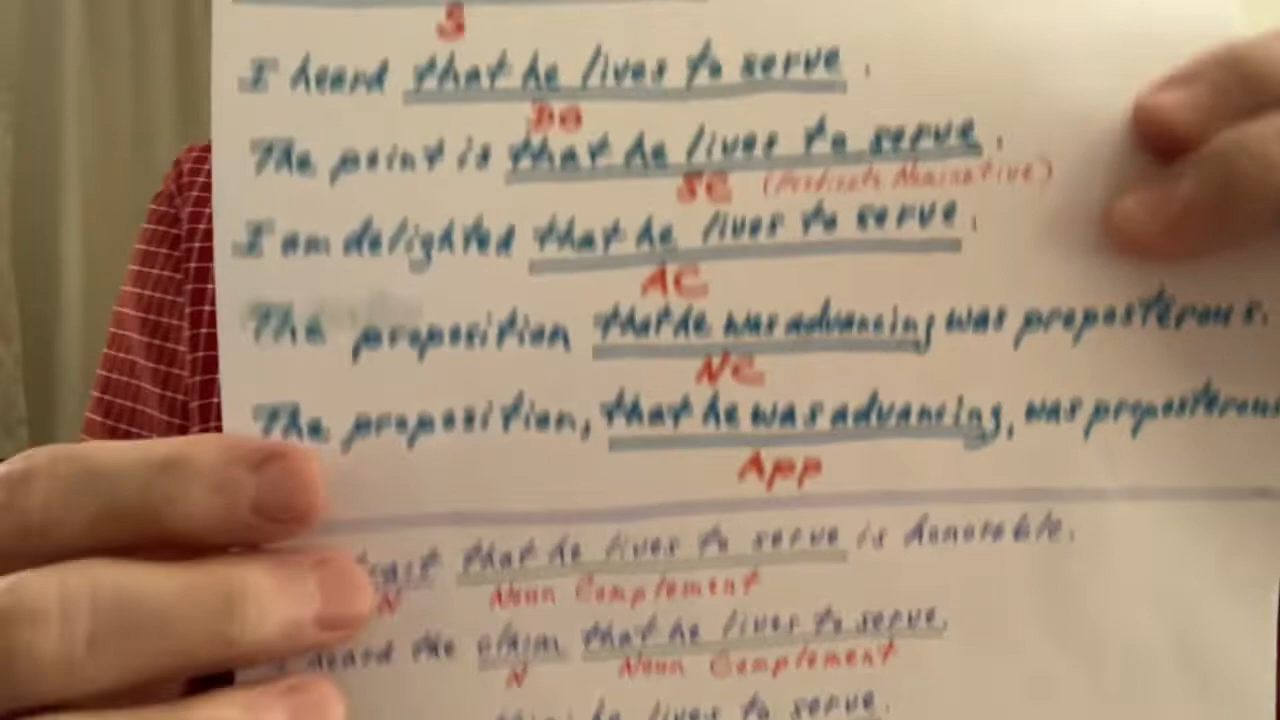 S
I heard that he lives to serve.
DO
The point is that he lives to serve.
SC (Predicate Nominative)
I am delighted that he lives to serve.
AC
The proposition that he was advancing was preposterous.
NC
The proposition, that he was advancing, was preposterous
App
that he lives to serve is honorable.
N Noun Complement
heard the claim that he lives to serve.
N Noun Complement
he lives to serve.